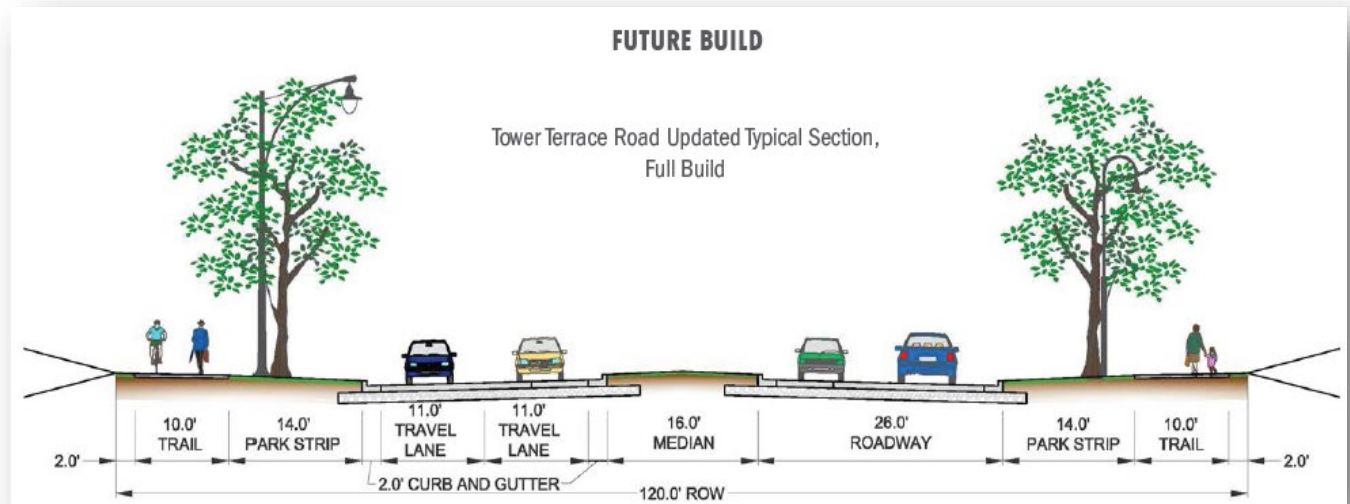 FUTURE BUILD
Tower Terrace Road Updated Typical Section,
Full Build
2.0'
10.0'
TRAIL
14.0'
PARK STRIP
11.0'
TRAVEL
LANE
11.0'
TRAVEL
LANE
16.0'
MEDIAN
26.0'
ROADWAY
14.0'
PARK STRIP
10.0'
TRAIL
2.0'
2.0' CURB AND GUTTER
120.0' ROW